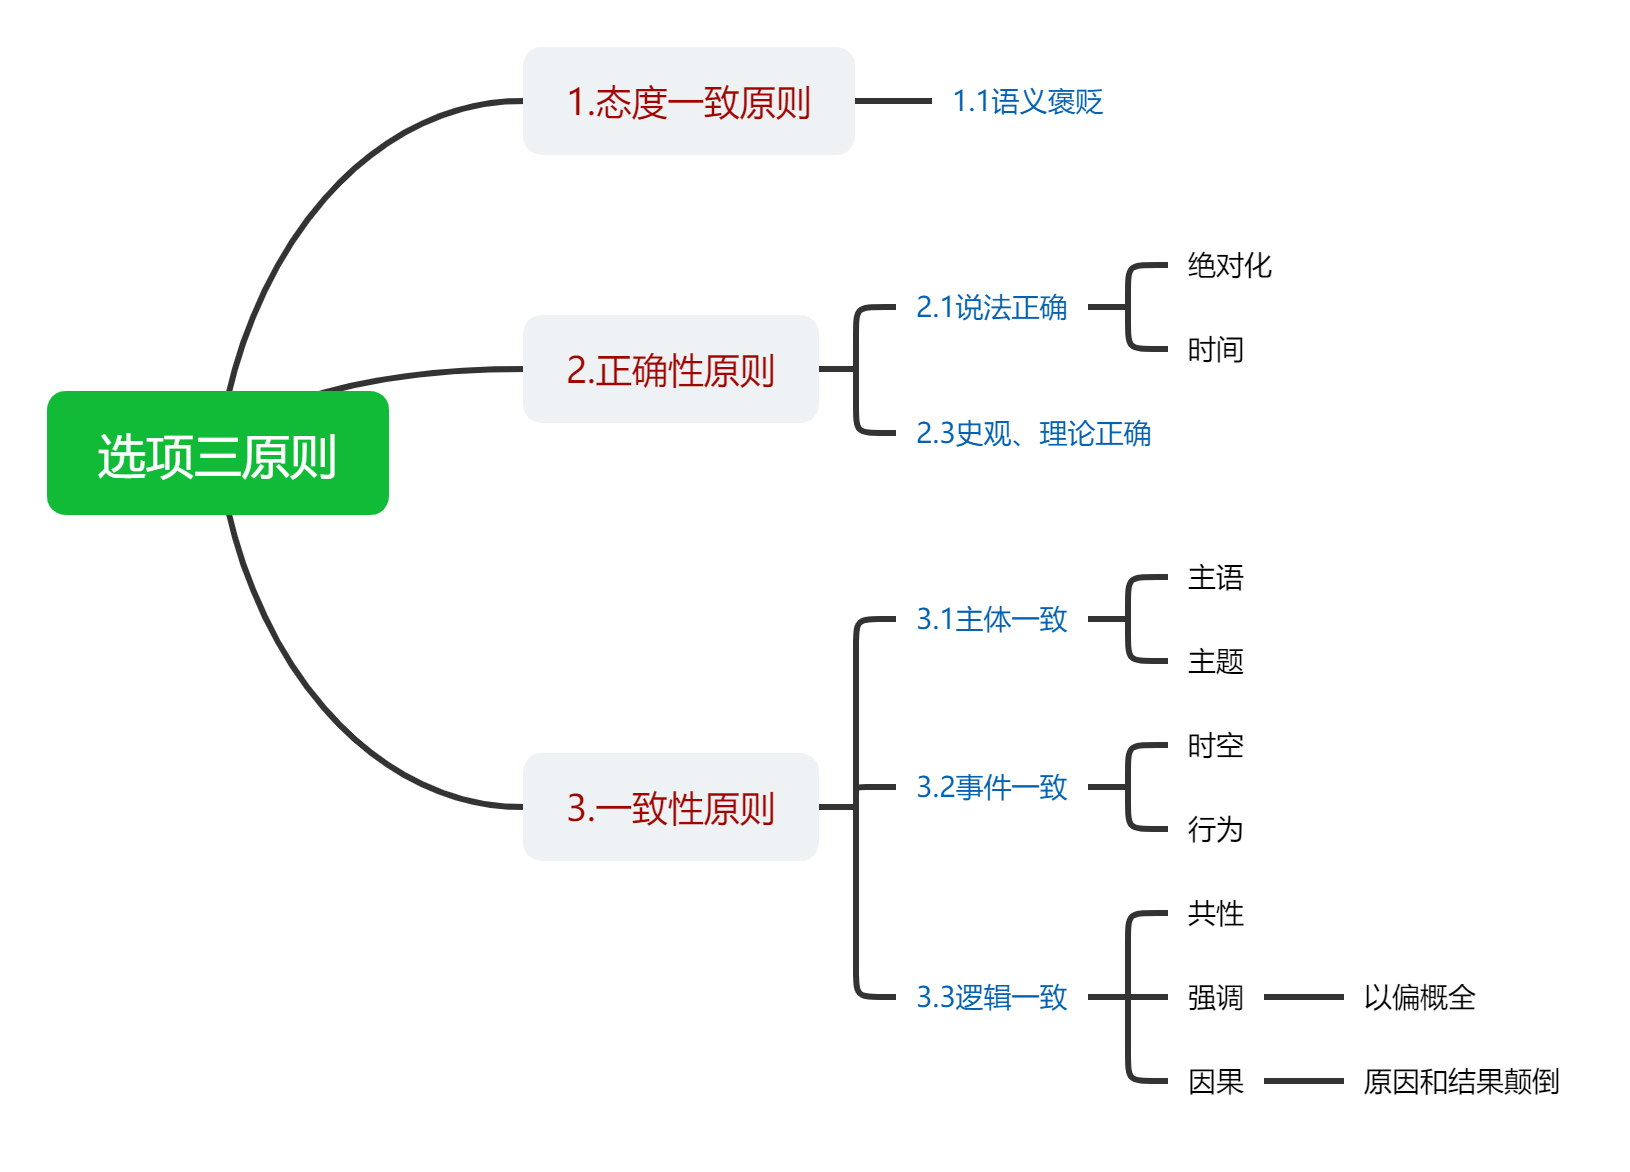 选项三原则
1.态度一致原则
1.1语义褒贬
2.正确性原则
2.1说法正确
绝对化
时间
2.3史观、理论正确
3.一致性原则
3.1主体一致
主语
主题
3.2事件一致
时空
行为
3.3逻辑一致
共性
强调
以偏概全
因果
原因和结果颠倒